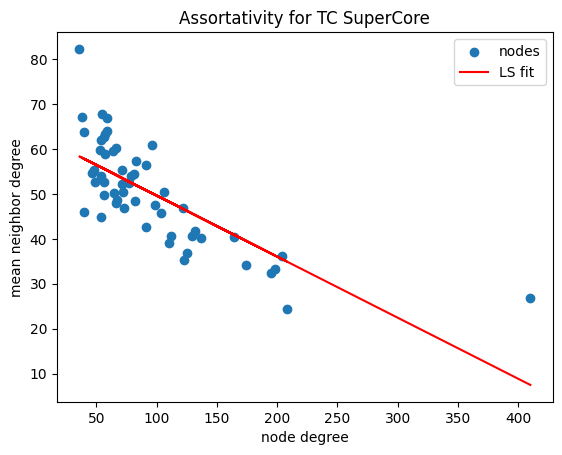 Assortativity for TC SuperCore
nodes
LS fit
mean neighbor degree
80
70
60
50
40
30
20
10
50 100 150 200 250 300 350 400
node degree